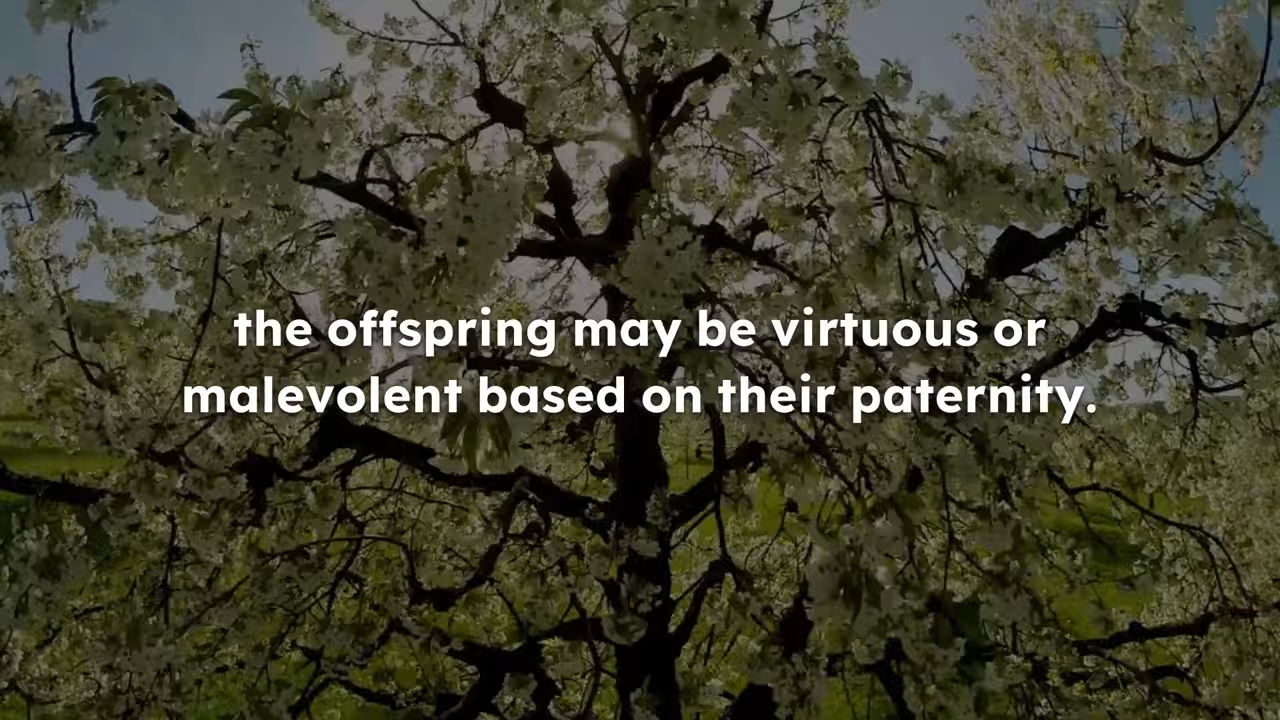 the offspring may be virtuous or
malevolent based on their paternity.